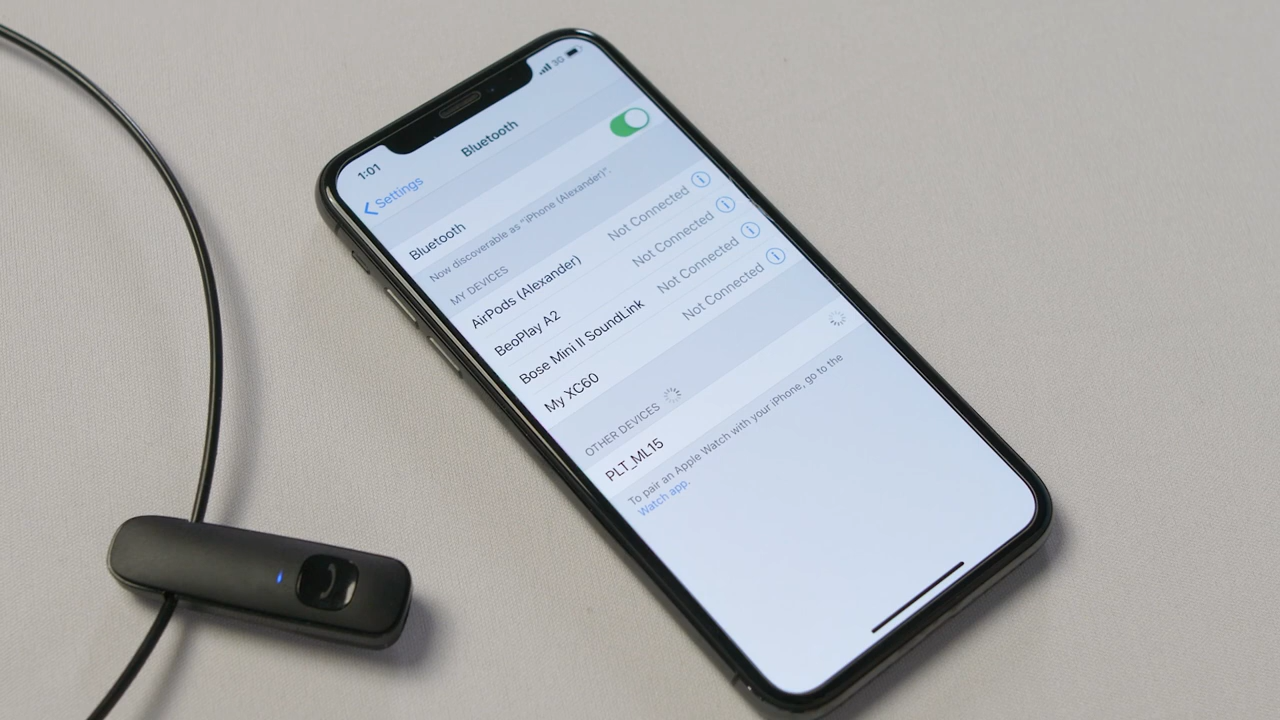 1:01 3G
Settings Bluetooth
Bluetooth
Now discoverable as "iPhone (Alexander)".
MY DEVICES
AirPods (Alexander) Not Connected
BeoPlay A2 Not Connected
Bose Mini II SoundLink Not Connected
My XC60 Not Connected
OTHER DEVICES
PLT_ML15
To pair an Apple Watch with your iPhone, go to the
Watch app.